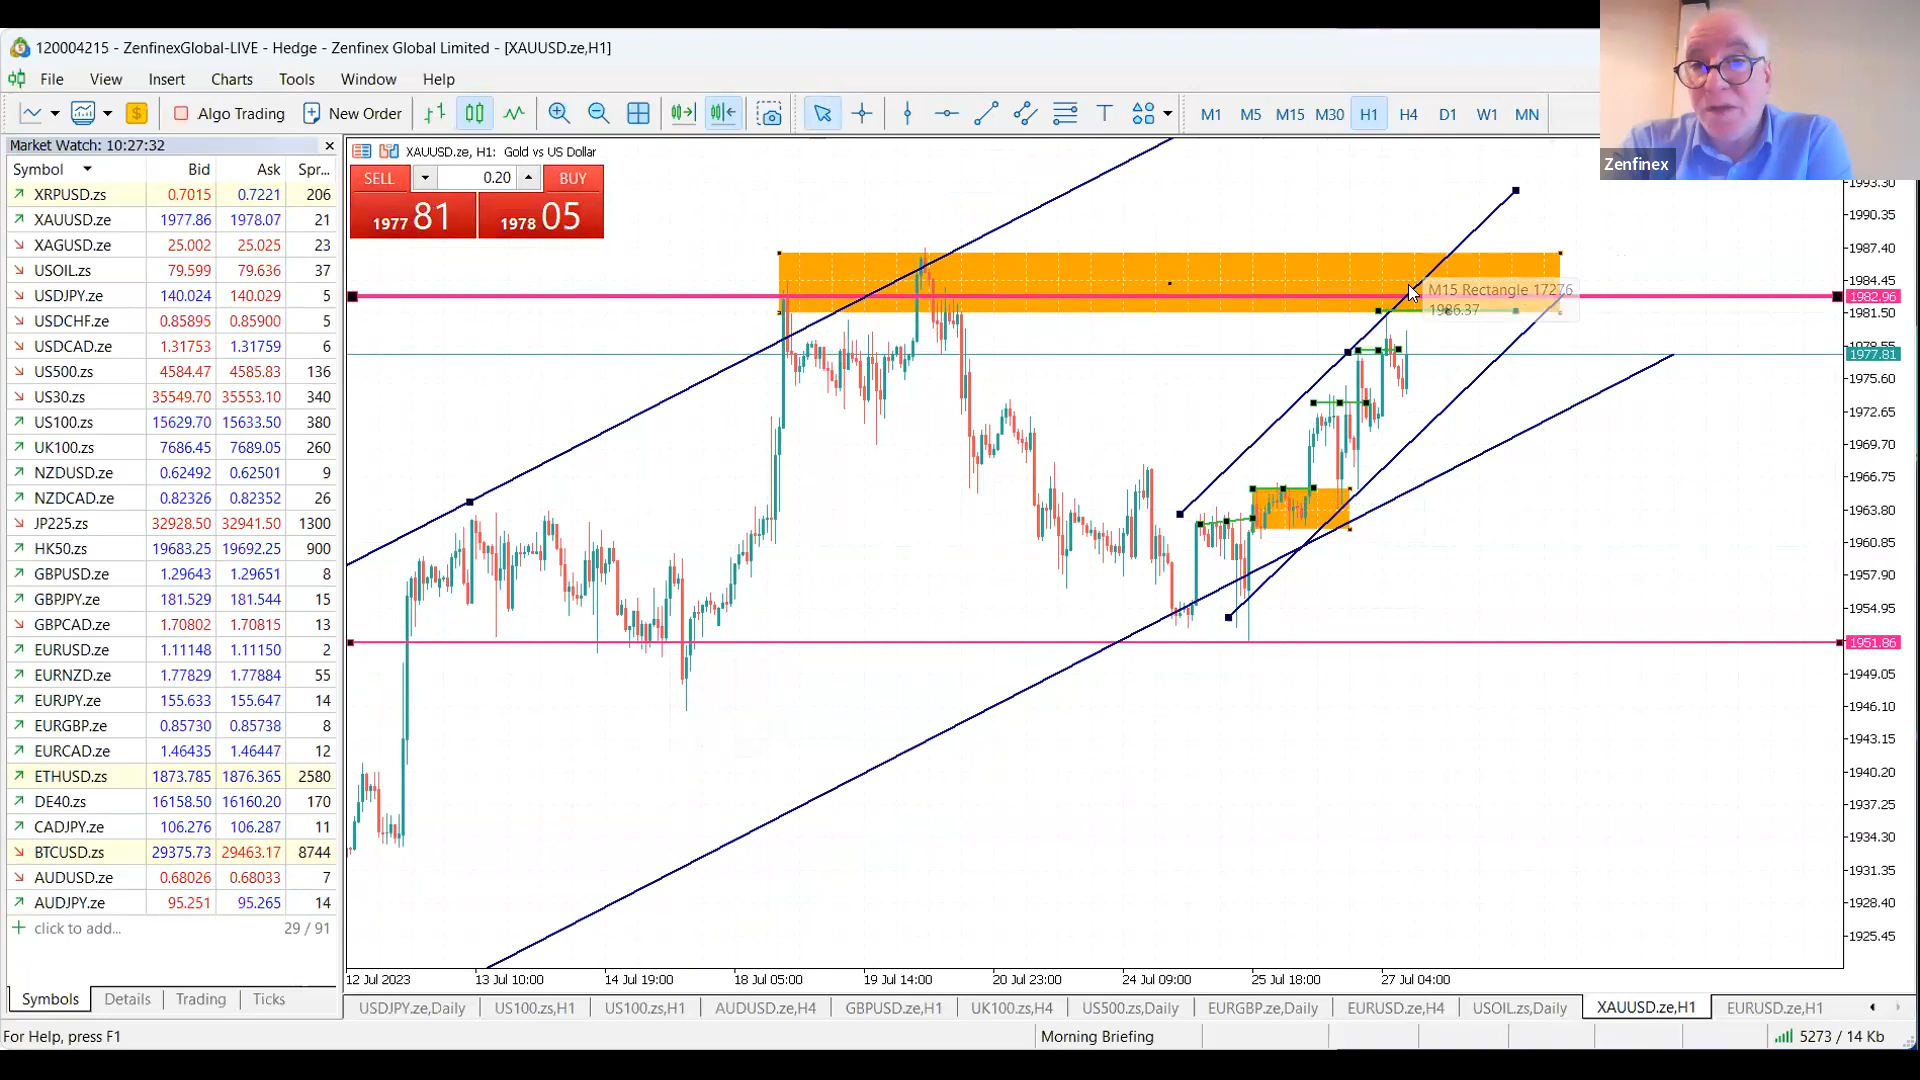 120004215 - ZenfinexGlobal-LIVE - Hedge - Zenfinex Global Limited - [XAUUSD.ze,H1]
File View Insert Charts Tools Window Help
Algo Trading New Order T M1 M5 M15 M30 H1 H4 D1 W1 MN
Zenfinex
Market Watch: 10:27:32
Symbol Bid Ask Spr...
XRPUSD.zs 0.7015 0.7221 206
XAUUSD.ze 1977.86 1978.07 21
XAGUSD.ze 25.002 25.025 23
USOIL.zs 79.599 79.636 37
USDJPY.ze 140.024 140.029 5
USDCHF.ze 0.85895 0.85900 5
USDCAD.ze 1.31753 1.31759 6
US500.zs 4584.47 4585.83 136
US30.zs 35549.70 35553.10 340
US100.zs 15629.70 15633.50 380
UK100.zs 7686.45 7689.05 260
NZDUSD.ze 0.62492 0.62501 9
NZDCAD.ze 0.82326 0.82352 26
JP225.zs 32928.50 32941.50 1300
HK50.zs 19683.25 19692.25 900
GBPUSD.ze 1.29643 1.29651 8
GBPJPY.ze 181.529 181.544 15
GBPCAD.ze 1.70802 1.70815 13
EURUSD.ze 1.11148 1.11150 2
EURNZD.ze 1.77829 1.77884 55
EURJPY.ze 155.633 155.647 14
EURGBP.ze 0.85730 0.85738 8
EURCAD.ze 1.46435 1.46447 12
ETHUSD.zs 1873.785 1876.365 2580
DE40.zs 16158.50 16160.20 170
CADJPY.ze 106.276 106.287 11
BTCUSD.zs 29375.73 29463.17 8744
AUDUSD.ze 0.68026 0.68033 7
AUDJPY.ze 95.251 95.265 14
click to add... 29 / 91
Symbols Details Trading Ticks
XAUUSD.ze, H1: Gold vs US Dollar
SELL 0.20 BUY
1977 81 1978 05
M15 Rectangle 17276
1986.37
1993.30
1990.35
1987.40
1984.45
1982.96
1981.50
1977.81
1975.60
1972.65
1969.70
1966.75
1963.80
1960.85
1957.90
1954.95
1951.86
1949.05
1946.10
1943.15
1940.20
1937.25
1934.30
1931.35
1928.40
1925.45
12 Jul 2023 13 Jul 10:00 14 Jul 19:00 18 Jul 05:00 19 Jul 14:00 20 Jul 23:00 24 Jul 09:00 25 Jul 18:00 27 Jul 04:00
USDJPY.ze,Daily US100.zs,H1 US100.zs,H1 AUDUSD.ze,H4 GBPUSD.ze,H1 UK100.zs,H4 US500.zs,Daily EURGBP.ze,Daily EURUSD.ze,H4 USOIL.zs,Daily XAUUSD.ze,H1 EURUSD.ze,H1
For Help, press F1 Morning Briefing 5273 / 14 Kb